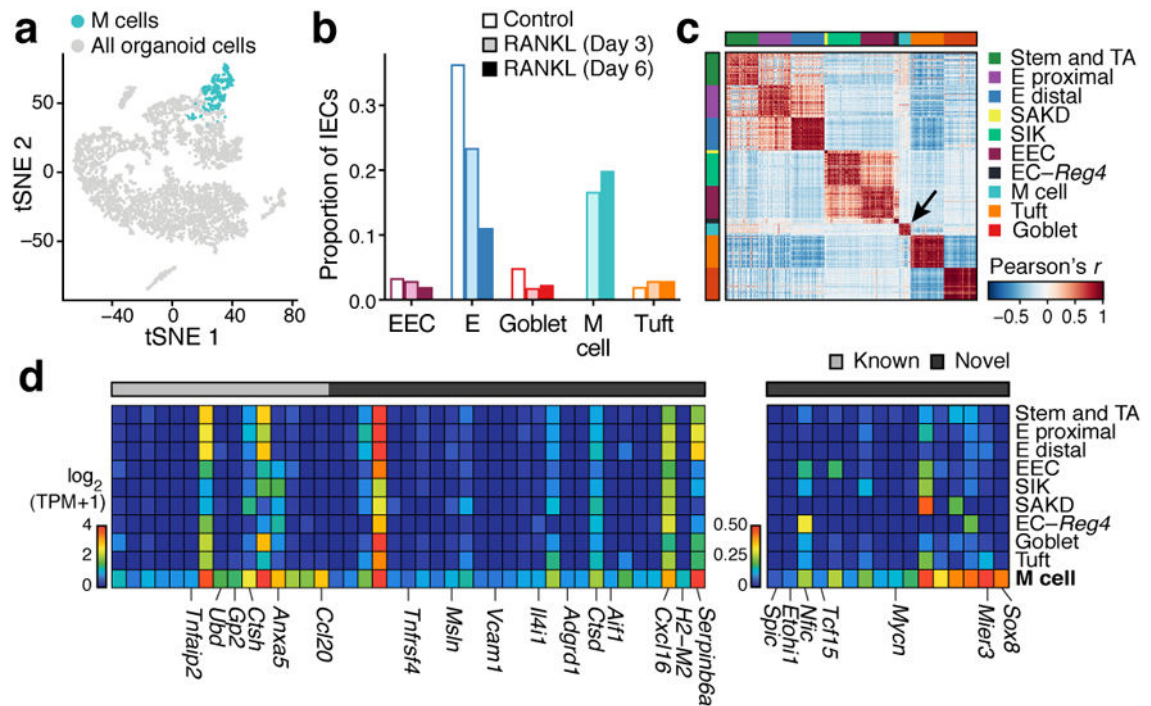 a
M cells
All organoid cells
tSNE 2
50
0
−50
−40
0
40
80
tSNE 1
b
Control
RANKL (Day 3)
RANKL (Day 6)
Proportion of IECs
0.3
0.2
0.1
0.0
EEC
E
Goblet
M
cell
Tuft
c
Stem and TA
E proximal
E distal
SAKD
SIK
EEC
EC−Reg4
M cell
Tuft
Goblet
Pearson's r
−0.5
0
0.5
1
d
Known
Novel
log2
(TPM+1)
4
2
0
0.50
0.25
0
Stem and TA
E proximal
E distal
EEC
SIK
SAKD
EC−Reg4
Goblet
Tuft
M cell
Tnfaip2
Ubd
Gp2
Ctsh
Anxa5
Ccl20
Tnfrsf4
Msln
Vcam1
Il4i1
Adgrd1
Ctsd
Aif1
Cxcl16
H2−M2
Serpinb6a
Spic
Etohi1
Nfic
Tcf15
Mycn
Mier3
Sox8